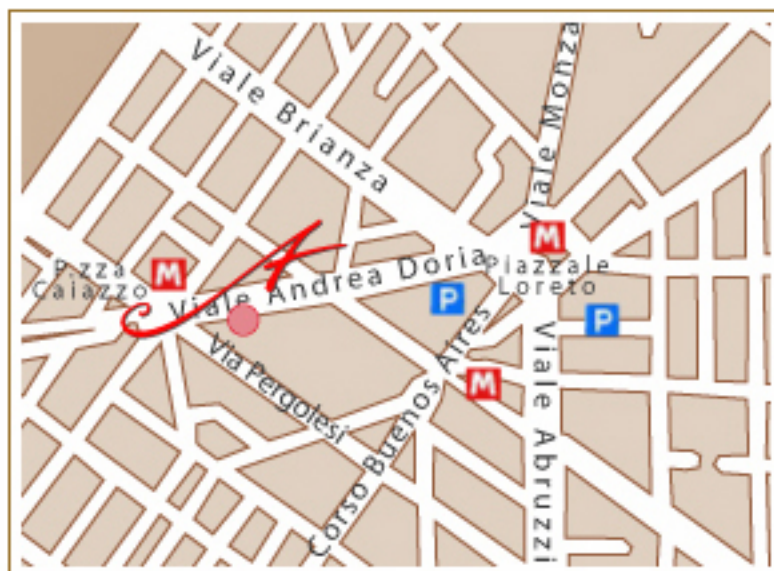 Viale Brianza
Viale Monza
M
P.zza
Caiazzo
M
Viale Andrea Doria
Piazzale
Loreto
P
P
Via Pergolesi
M
Corso Buenos Aires
Viale Abruzzi